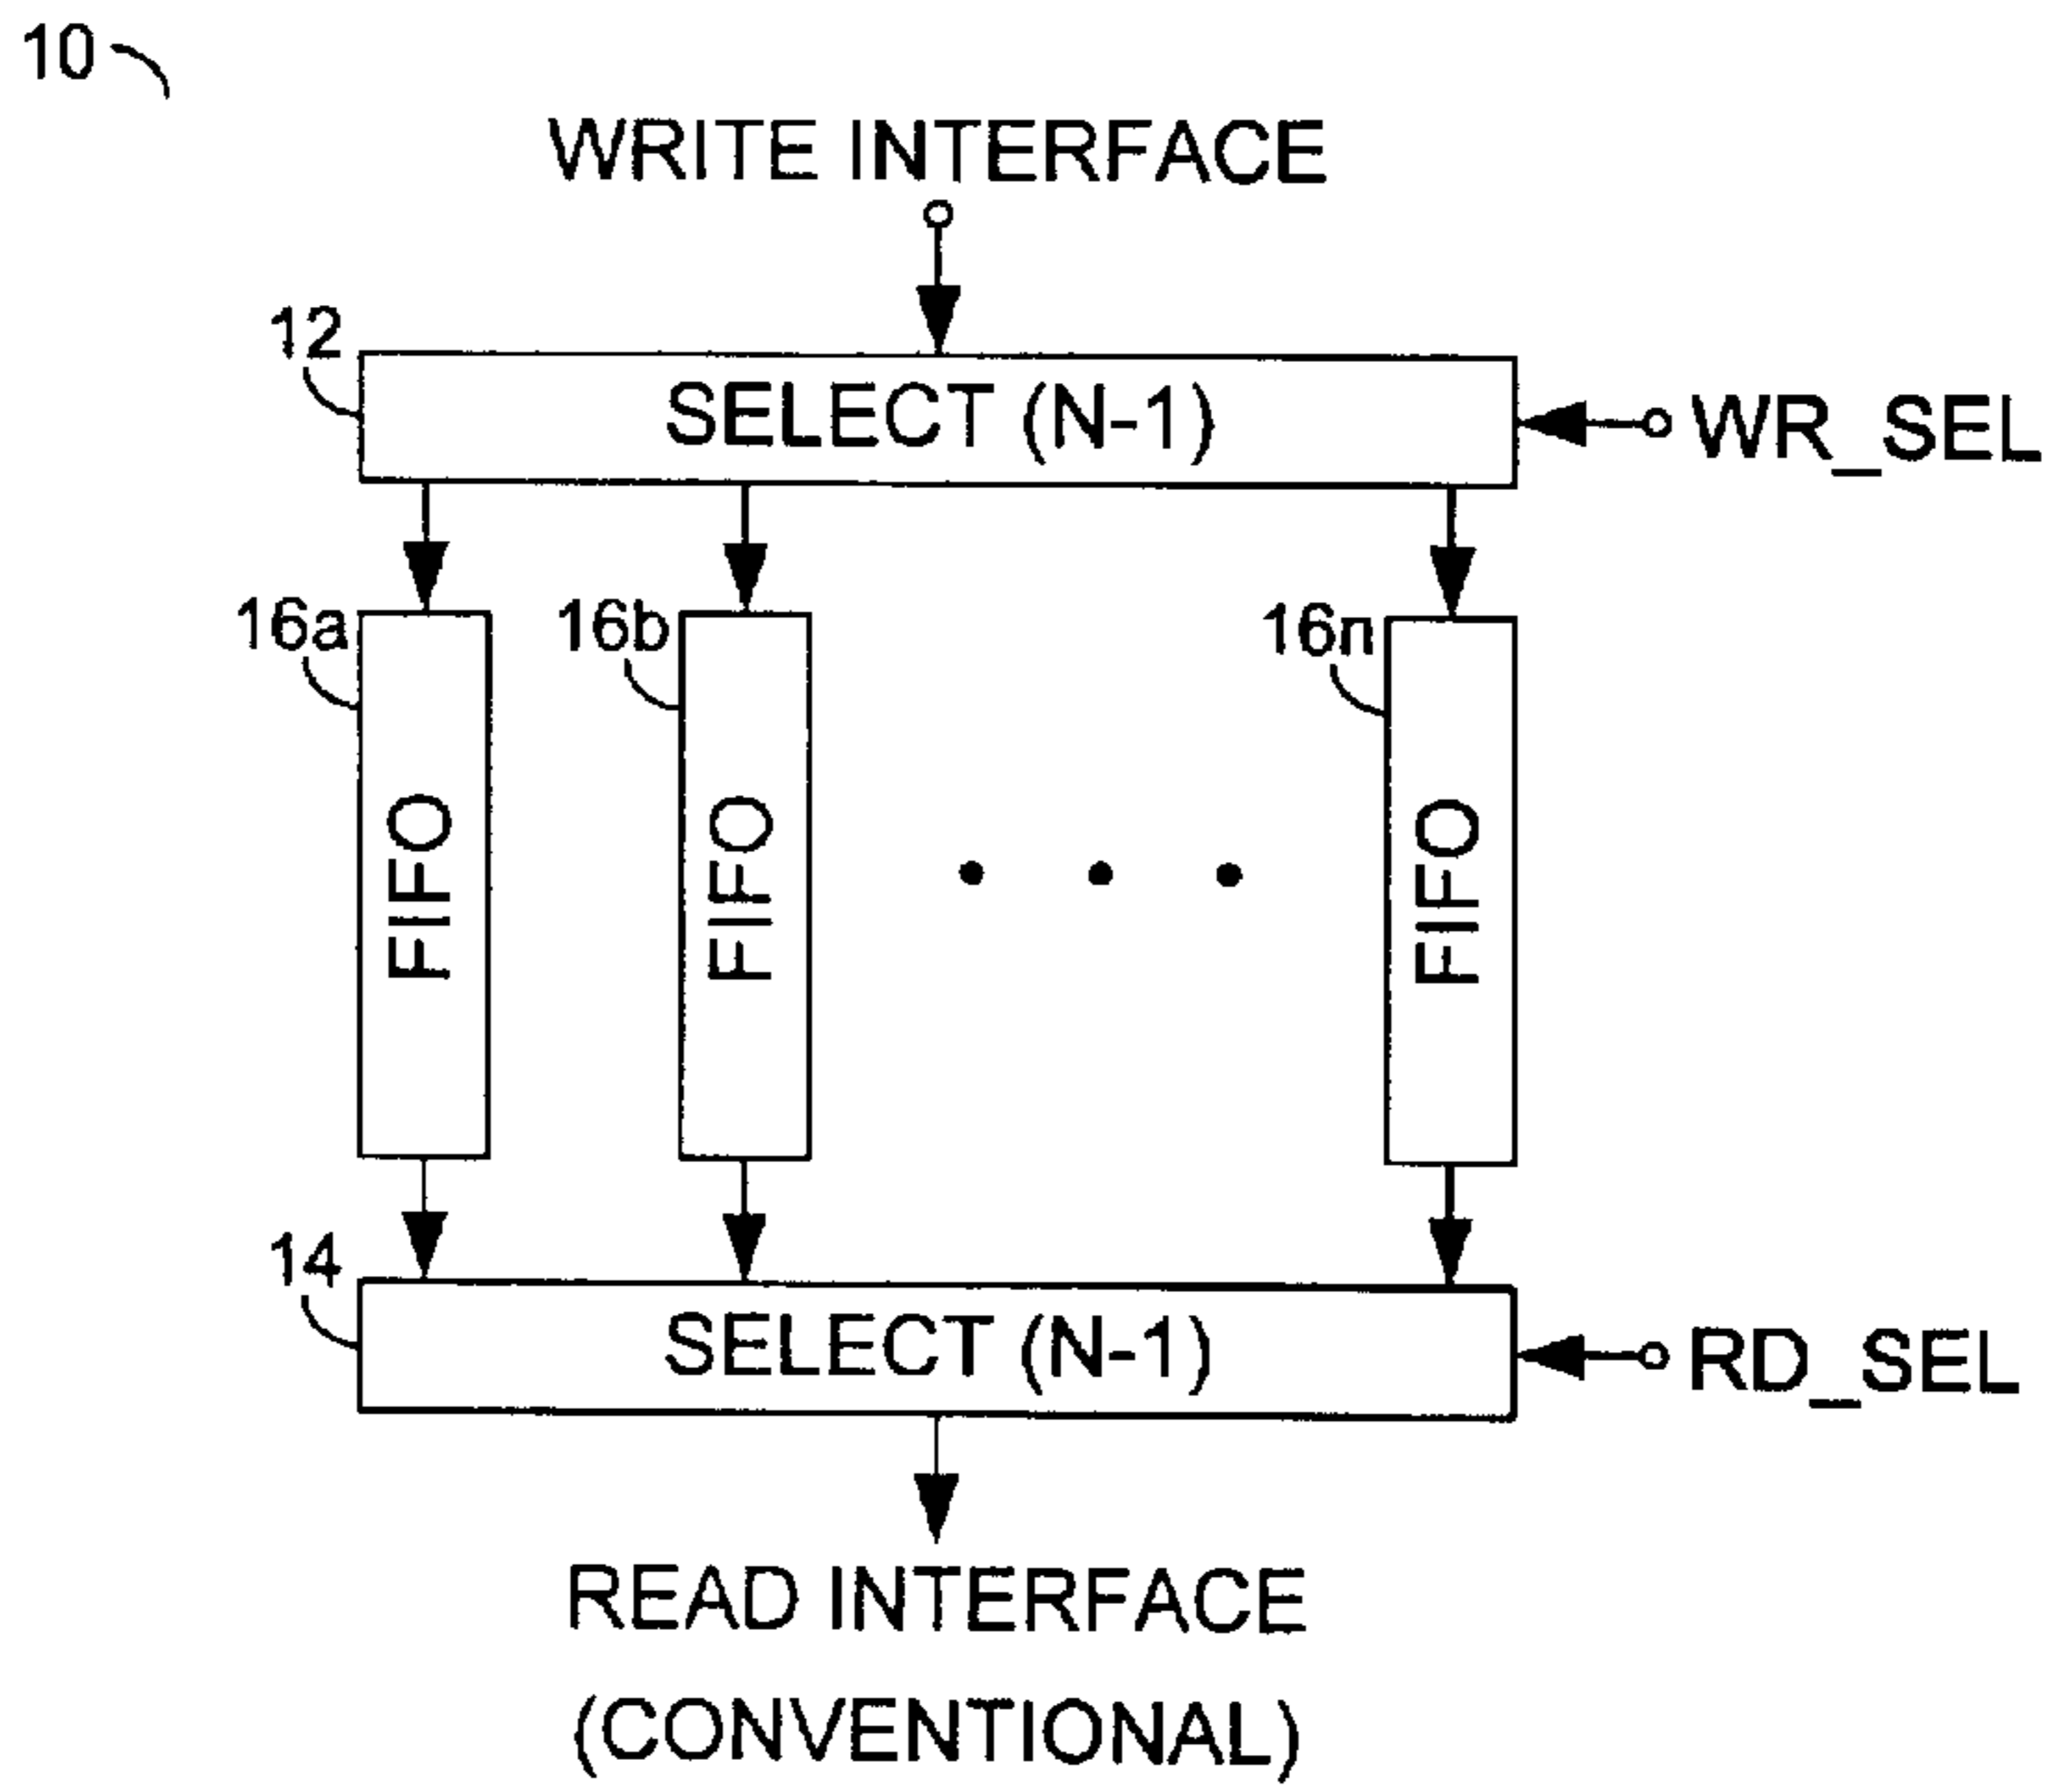 10
WRITE INTERFACE
12
SELECT (N-1)
WR_SEL
16a
16b
16n
FIFO
FIFO
FIFO
14
SELECT (N-1)
RD_SEL
READ INTERFACE
(CONVENTIONAL)